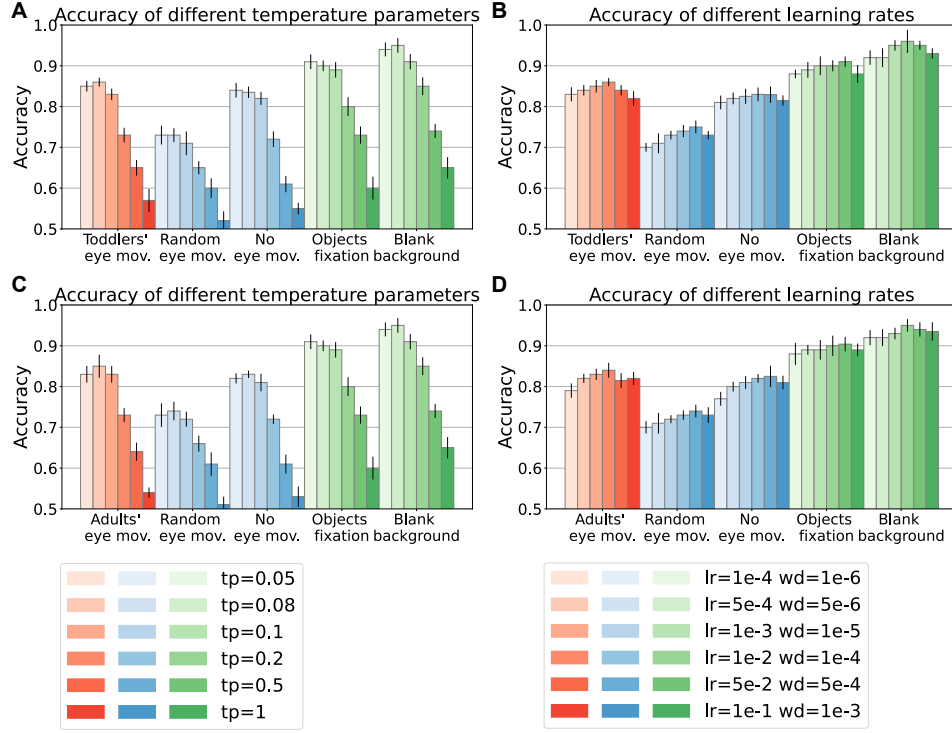 A Accuracy of different temperature parameters
1.0
0.9
0.8
0.7
0.6
0.5
Accuracy
Toddlers' eye mov.
Random eye mov.
No eye mov.
Objects fixation
Blank background
B Accuracy of different learning rates
1.0
0.9
0.8
0.7
0.6
0.5
Accuracy
Toddlers' eye mov.
Random eye mov.
No eye mov.
Objects fixation
Blank background
C Accuracy of different temperature parameters
1.0
0.9
0.8
0.7
0.6
0.5
Accuracy
Adults' eye mov.
Random eye mov.
No eye mov.
Objects fixation
Blank background
D Accuracy of different learning rates
1.0
0.9
0.8
0.7
0.6
0.5
Accuracy
Adults' eye mov.
Random eye mov.
No eye mov.
Objects fixation
Blank background
tp=0.05
tp=0.08
tp=0.1
tp=0.2
tp=0.5
tp=1
lr=1e-4 wd=1e-6
lr=5e-4 wd=5e-6
lr=1e-3 wd=1e-5
lr=1e-2 wd=1e-4
lr=5e-2 wd=5e-4
lr=1e-1 wd=1e-3